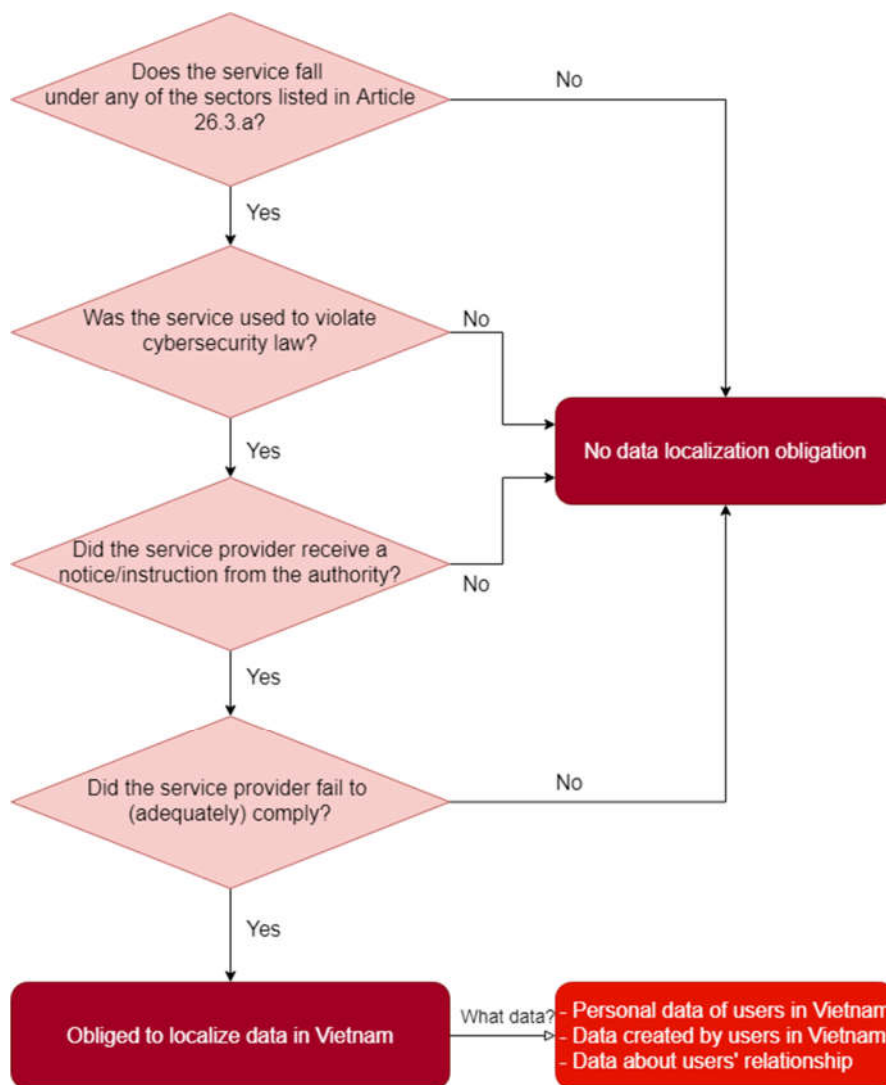 Does the service fall
under any of the sectors listed in Article
26.3.a?
No
Yes
Was the service used to violate
cybersecurity law?
No
Yes
Did the service provider receive a
notice/instruction from the authority?
No
Yes
Did the service provider fail to
(adequately) comply?
No
Yes
No data localization obligation
Obliged to localize data in Vietnam
What data?
- Personal data of users in Vietnam
- Data created by users in Vietnam
- Data about users' relationship